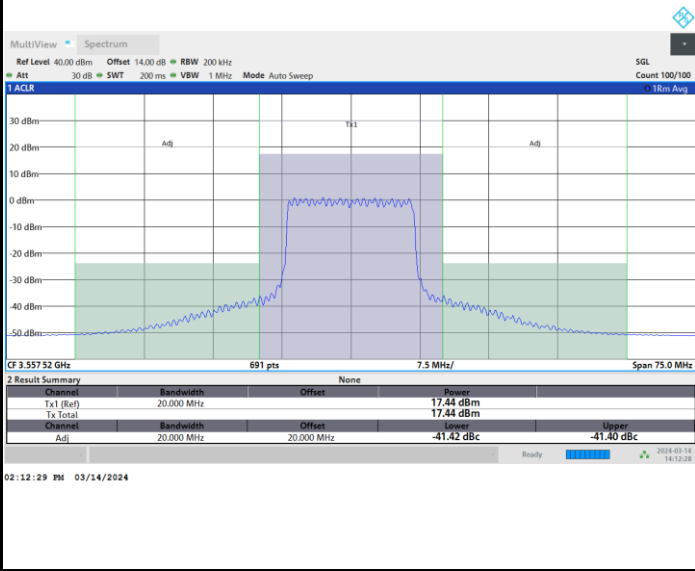 MultiView Spectrum
Ref Level 40.00 dBm Offset 14.00 dB RBW 200 kHz SGL
Att 30 dB SWT 200 ms VBW 1 MHz Mode Auto Sweep Count 100/100
1 ACLR 1Rm Avg
30 dBm
Tx1
20 dBm Adj Adj
10 dBm
0 dBm
-10 dBm
-20 dBm
-30 dBm
-40 dBm
-50 dBm
CF 3.557 52 GHz 691 pts 7.5 MHz/ Span 75.0 MHz
2 Result Summary None
Channel Bandwidth Offset Power
Tx1 (Ref) 20.000 MHz 17.44 dBm
Tx Total 17.44 dBm
Channel Bandwidth Offset Lower Upper
Adj 20.000 MHz 20.000 MHz -41.42 dBc -41.40 dBc
Ready 2024-03-14
14:12:28
02:12:29 PM 03/14/2024